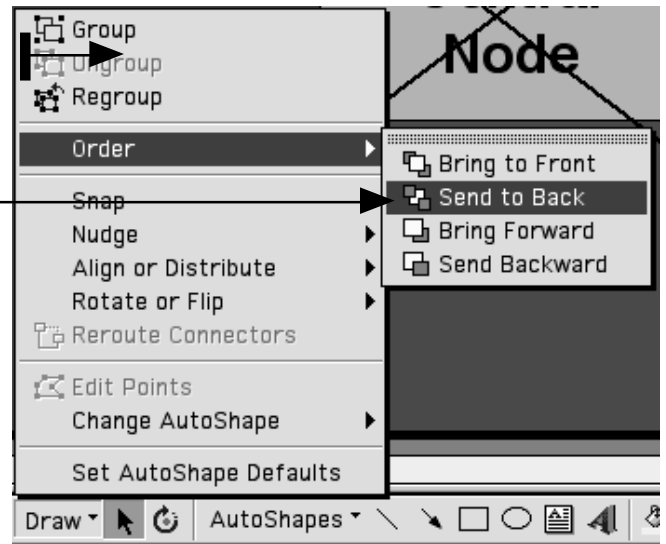 Group
Ungroup
Node
Regroup
Order
Bring to Front
Snap
Send to Back
Nudge
Bring Forward
Align or Distribute
Send Backward
Rotate or Flip
Reroute Connectors
Edit Points
Change AutoShape
Set AutoShape Defaults
Draw
AutoShapes